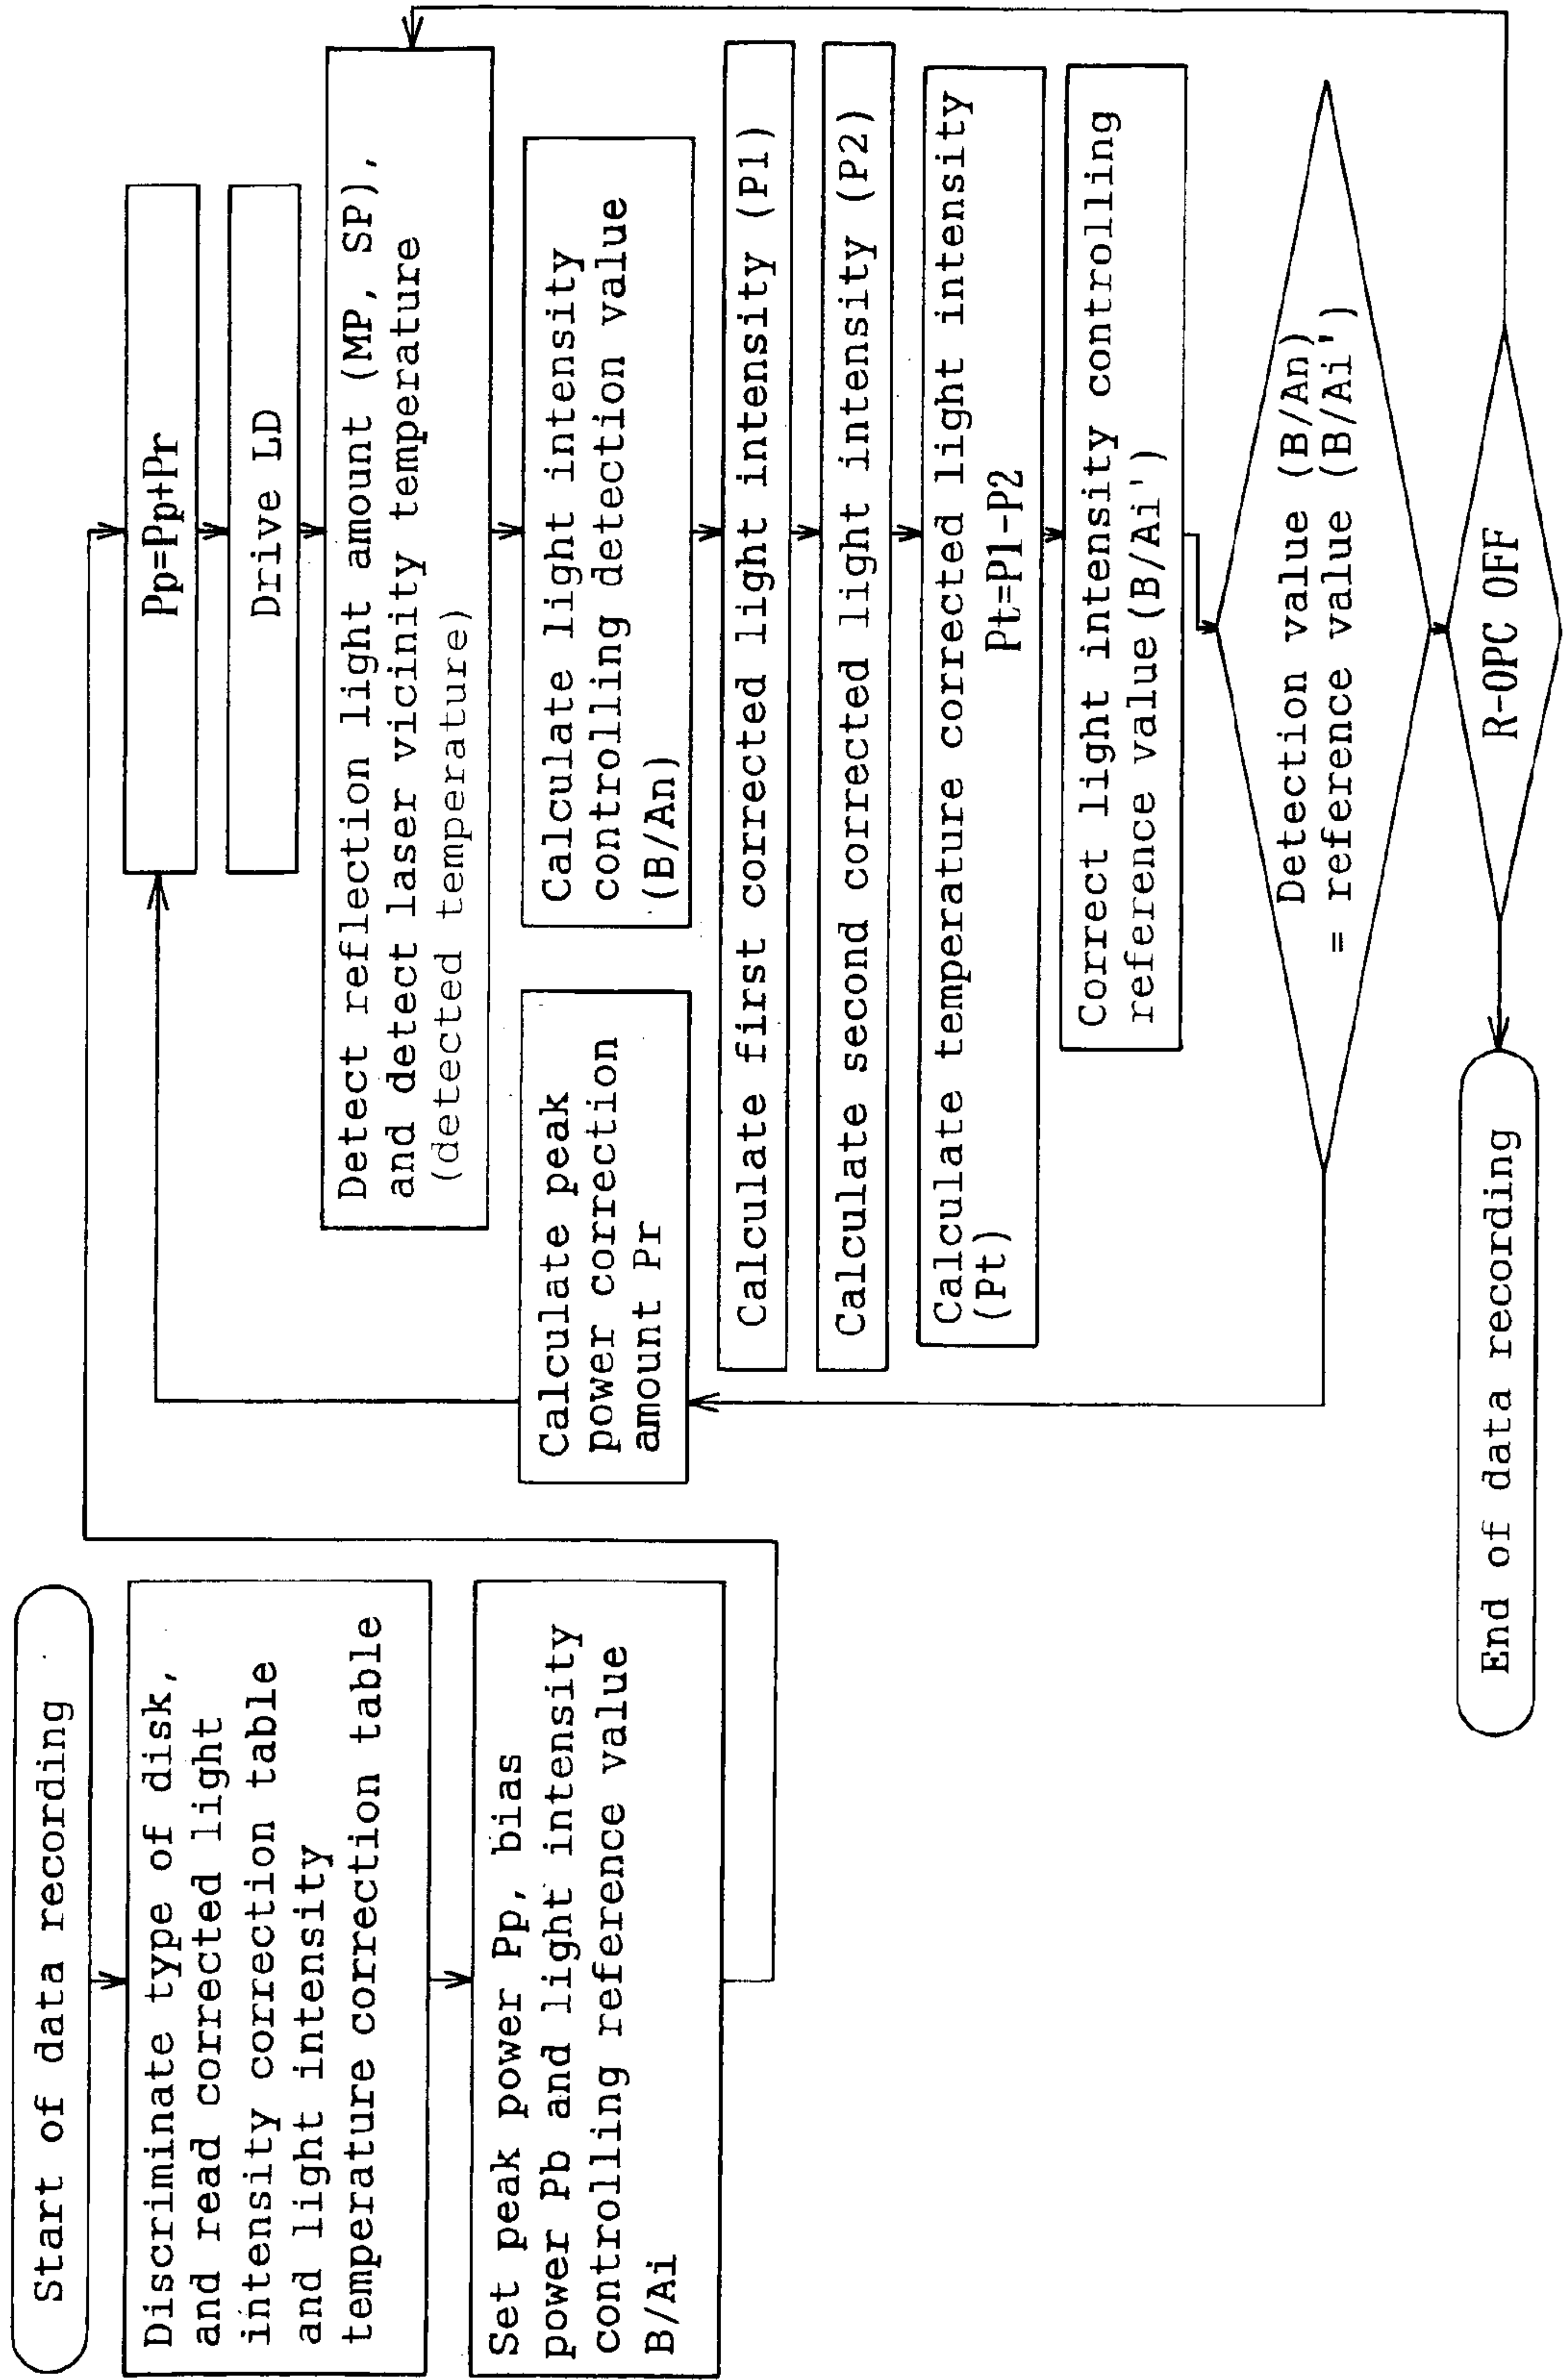 Start of data recording
Discriminate type of disk,
and read corrected light
intensity correction table
and light intensity
temperature correction table
Set peak power Pp, bias
power Pb and light intensity
controlling reference value
B/Ai
Pp=Pp+Pr
Drive LD
Detect reflection light amount (MP, SP),
and detect laser vicinity temperature
(detected temperature)
Calculate peak
power correction
amount Pr
Calculate light intensity
controlling detection value
(B/An)
Calculate first corrected light intensity (P1)
Calculate second corrected light intensity (P2)
Calculate temperature corrected light intensity
(Pt)
Pt=P1-P2
Correct light intensity controlling
reference value(B/Ai')
Detection value (B/An)
= reference value (B/Ai')
R-OPC OFF
End of data recording